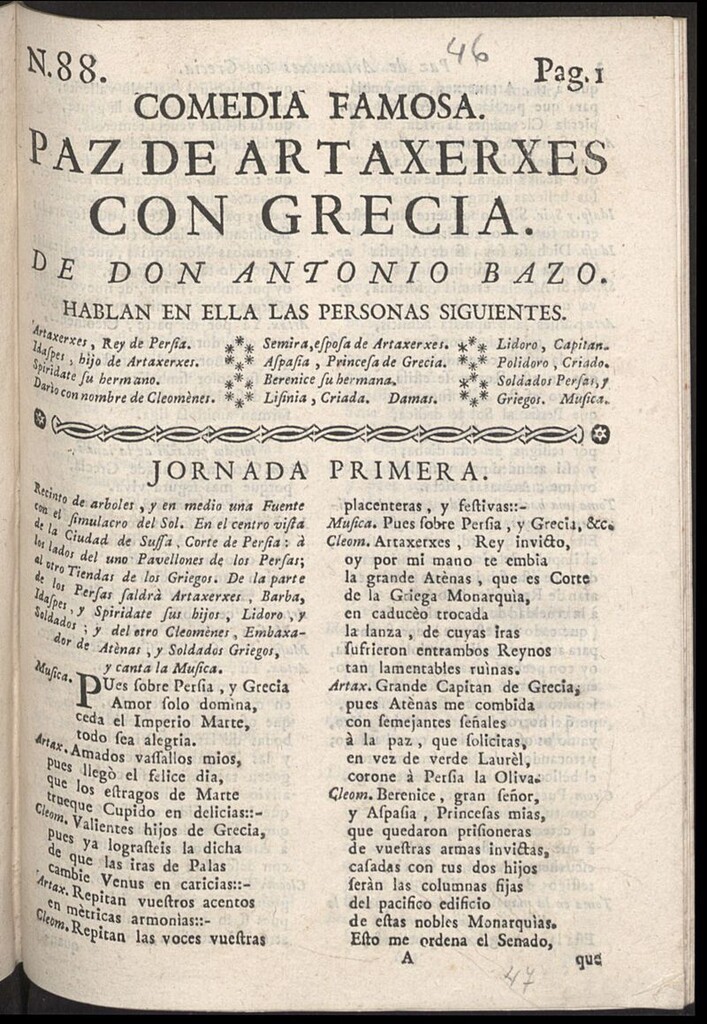 46
N.88.
Pag.1
COMEDIA FAMOSA.
PAZ DE ARTAXERXES
CON GRECIA.
DE DON ANTONIO BAZO.
HABLAN EN ELLA LAS PERSONAS SIGUIENTES.
Artaxerxes, Rey de Persia.
Idaspes, hijo de Artaxerxes.
Spiridate su hermano.
Dario con nombre de Cleomènes.
Semira, esposa de Artaxerxes.
Aspasia, Princesa de Grecia.
Berenice su hermana.
Lisinia, Criada. Damas.
Lidoro, Capitan.
Polidoro, Criado.
Soldados Persas, y
Griegos. Musica.
JORNADA PRIMERA.
Recinto de arboles, y en medio una Fuente
con el simulacro del Sol. En el centro vista
de la Ciudad de Sussa, Corte de Persia: à
los lados del uno Pavellones de los Persas;
al otro Tiendas de los Griegos. De la parte
de los Persas saldrà Artaxerxes, Barba,
Idaspes, y Spiridate sus hijos, Lidoro, y
Soldados; y del otro Cleomènes, Embaxa-
dor de Atènas, y Soldados Griegos,
y canta la Musica.
Musica. PUes sobre Persia, y Grecia
Amor solo domina,
ceda el Imperio Marte,
todo sea alegria.
Artax. Amados vassallos mios,
pues llegò el felice dia,
que los estragos de Marte
trueque Cupido en delicias::-
Cleom. Valientes hijos de Grecia,
pues ya lograsteis la dicha
de que las iras de Palas
cambie Venus en caricias::-
Artax. Repitan vuestros acentos
en mètricas armonias::-
Cleom. Repitan las voces vuestras
placenteras, y festivas::-
Musica. Pues sobre Persia, y Grecia, &c.
Cleom. Artaxerxes, Rey invicto,
oy por mi mano te embia
la grande Atènas, que es Corte
de la Griega Monarquìa,
en caducèo trocada
la lanza, de cuyas iras
sufrieron entrambos Reynos
tan lamentables ruìnas.
Artax. Grande Capitan de Grecia,
pues Atènas me combida
con semejantes señales
à la paz, que solicitas,
en vez de verde Laurèl,
corone à Persia la Oliva.
Cleom. Berenice, gran señor,
y Aspasia, Princesas mias,
que quedaron prisioneras
de vuestras armas invictas,
casadas con tus dos hijos
seràn las columnas fijas
del pacifico edificio
de estas nobles Monarquìas.
Esto me ordena el Senado,
A
que
47